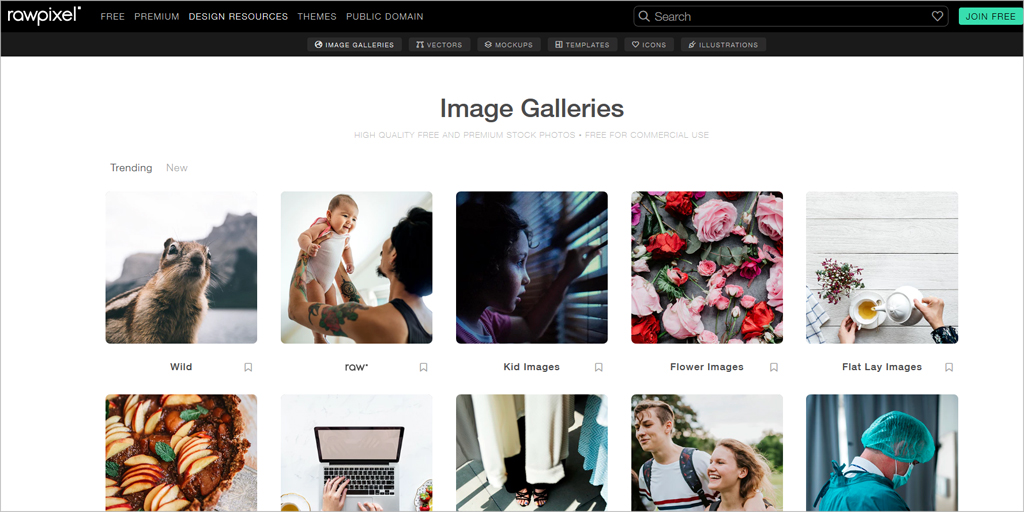 rawpixel
FREE PREMIUM DESIGN RESOURCES THEMES PUBLIC DOMAIN Search JOIN FREE
IMAGE GALLERIES VECTORS MOCKUPS TEMPLATES ICONS ILLUSTRATIONS
Image Galleries
HIGH QUALITY FREE AND PREMIUM STOCK PHOTOS • FREE FOR COMMERCIAL USE
Trending New
Wild raw* Kid Images Flower Images Flat Lay Images